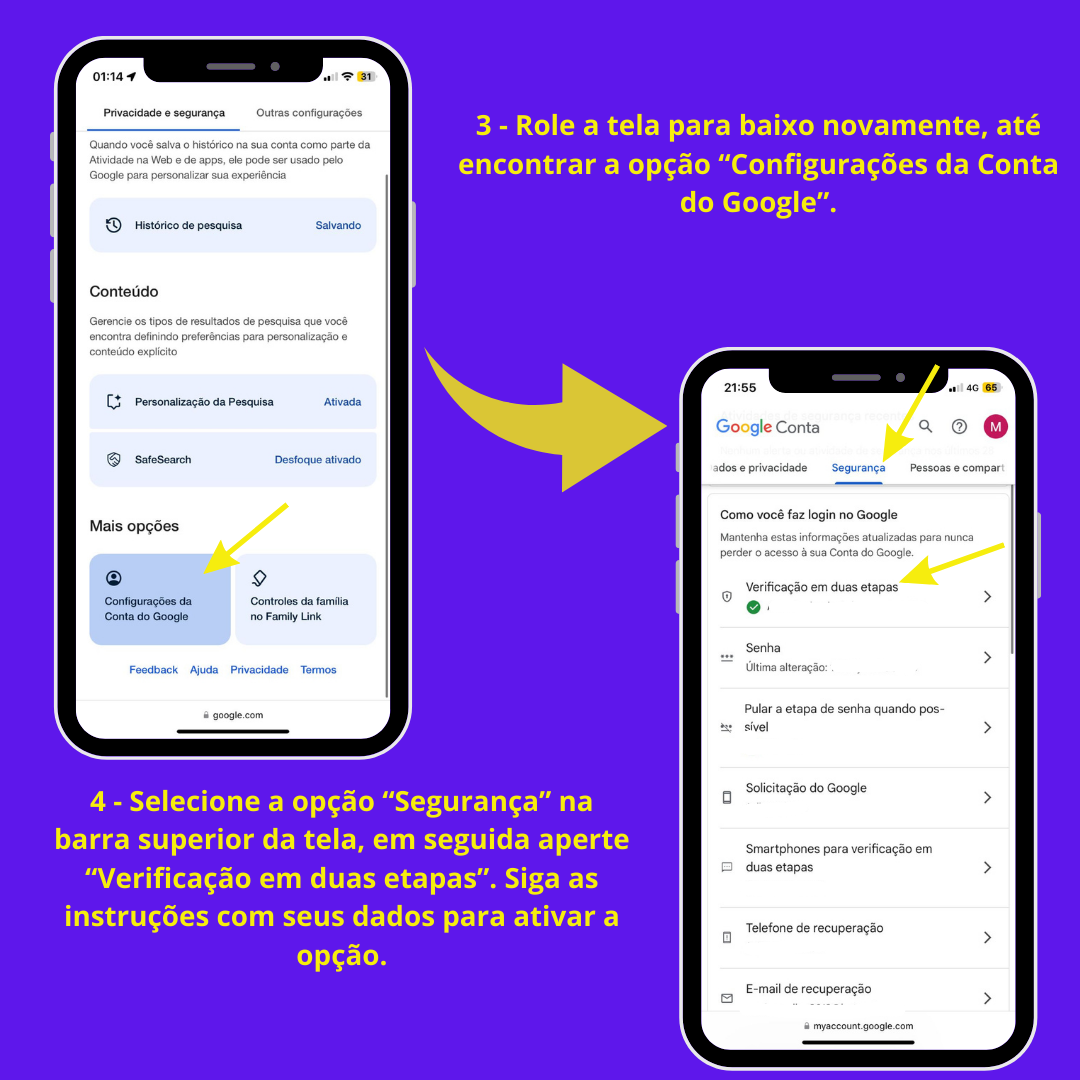 01:14
31
Privacidade e segurança
Outras configurações
Quando você salva o histórico na sua conta como parte da
Atividade na Web e de apps, ele pode ser usado pelo
Google para personalizar sua experiência
Histórico de pesquisa
Salvando
Conteúdo
Gerencie os tipos de resultados de pesquisa que você
encontra definindo preferências para personalização e
conteúdo explícito
Personalização da Pesquisa
Ativada
SafeSearch
Desfoque ativado
Mais opções
Configurações da
Conta do Google
Controles da família
no Family Link
Feedback
Ajuda
Privacidade
Termos
google.com
3 - Role a tela para baixo novamente, até
encontrar a opção “Configurações da Conta
do Google”.
4 - Selecione a opção “Segurança” na
barra superior da tela, em seguida aperte
“Verificação em duas etapas”. Siga as
instruções com seus dados para ativar a
opção.
21:55
4G
65
Google Conta
M
ados e privacidade
Segurança
Pessoas e compart
Como você faz login no Google
Mantenha estas informações atualizadas para nunca
perder o acesso à sua Conta do Google.
Verificação em duas etapas
Senha
Última alteração:
Pular a etapa de senha quando pos-
sível
Solicitação do Google
Smartphones para verificação em
duas etapas
Telefone de recuperação
E-mail de recuperação
myaccount.google.com